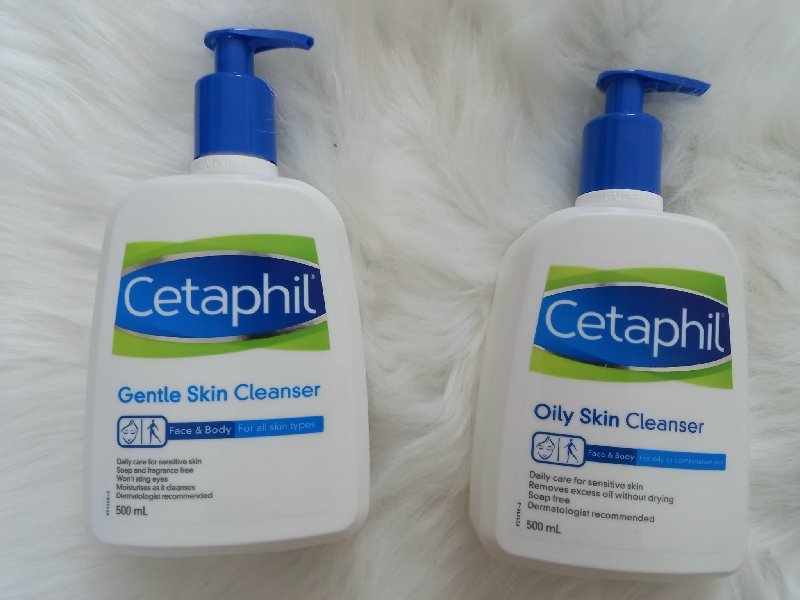 Cetaphil®
Gentle Skin Cleanser
Face & Body For all skin types
Daily care for sensitive skin
Soap and fragrance free
Won't sting eyes
Moisturises as it cleanses
Dermatologist recommended
500 mL
Cetaphil®
Oily Skin Cleanser
Face & Body For oily or combination skin
Daily care for sensitive skin
Removes excess oil without drying
Soap free
Dermatologist recommended
500 mL